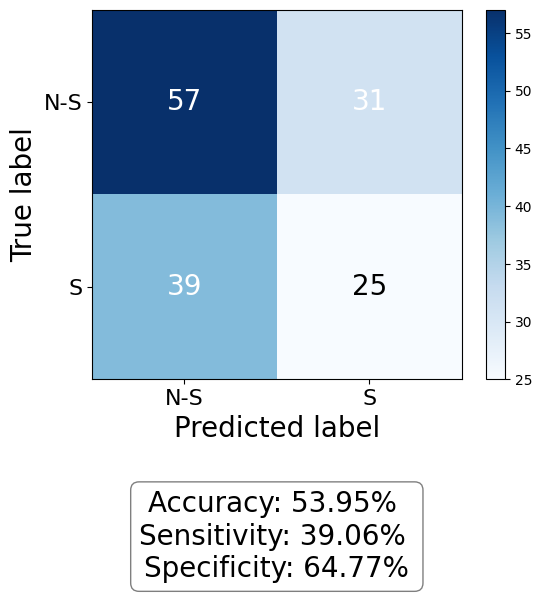 55
50
45
40
35
30
25
N-S
S
57
31
39
25
True label
N-S
S
Predicted label
Accuracy: 53.95%
Sensitivity: 39.06%
Specificity: 64.77%